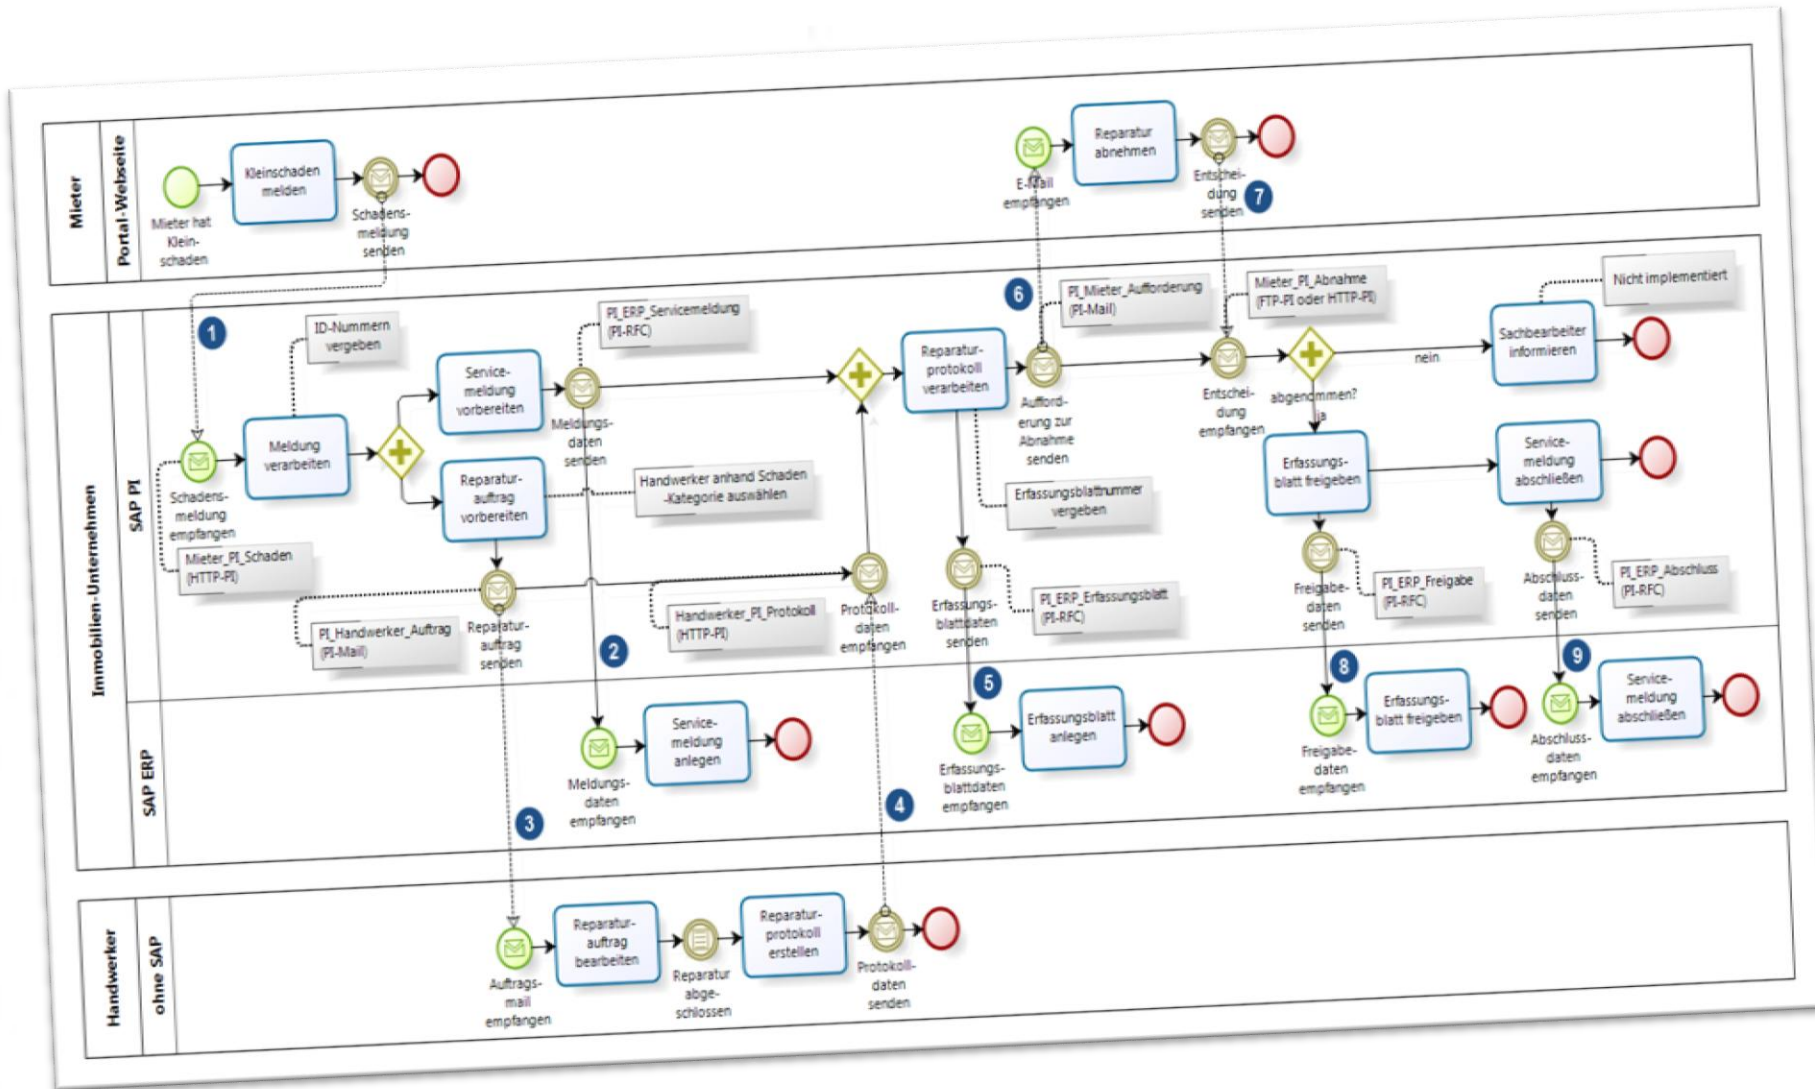 Mieter
Portal-Webseite
Mieter hat
Klein-
schaden
Kleinschaden
melden
Schadens-
meldung
senden
E-Mail
empfangen
Reparatur
abnehmen
Entschei-
dung
senden
7
Immobilien-Unternehmen
SAP PI
1
ID-Nummern
vergeben
PI_ERP_Servicemeldung
(PI-RFC)
6
PI_Mieter_Aufforderung
(PI-Mail)
Mieter_PI_Abnahme
(FTP-PI oder HTTP-PI)
Nicht implementiert
Schadens-
meldung
empfangen
Meldung
verarbeiten
Service-
meldung
vorbereiten
Meldungs-
daten
senden
Reparatur-
auftrag
vorbereiten
Handwerker anhand Schaden
-Kategorie auswählen
Reparatur-
protokoll
verarbeiten
Aufford-
erung zur
Abnahme
senden
Entschei-
dung
empfangen
abgenommen?
nein
ja
Sachbearbeiter
informieren
Erfassungs-
blatt freigeben
Service-
meldung
abschließen
Erfassungsblattnummer
vergeben
Mieter_PI_Schaden
(HTTP-PI)
PI_Handwerker_Auftrag
(PI-Mail)
Reparatur-
auftrag
senden
2
Handwerker_PI_Protokoll
(HTTP-PI)
Protokoll-
daten
empfangen
Erfassungs-
blattdaten
senden
PI_ERP_Erfassungsblatt
(PI-RFC)
Freigabe-
daten
senden
PI_ERP_Freigabe
(PI-RFC)
Abschluss-
daten
senden
PI_ERP_Abschluss
(PI-RFC)
SAP ERP
3
Meldungs-
daten
empfangen
Service-
meldung
anlegen
4
5
Erfassungs-
blattdaten
empfangen
Erfassungsblatt
anlegen
8
Freigabe-
daten
empfangen
Erfassungs-
blatt freigeben
9
Abschluss-
daten
empfangen
Service-
meldung
abschließen
Handwerker
ohne SAP
Auftrags-
mail
empfangen
Reparatur-
auftrag
bearbeiten
Reparatur
abge-
schlossen
Reparatur-
protokoll
erstellen
Protokoll-
daten
senden